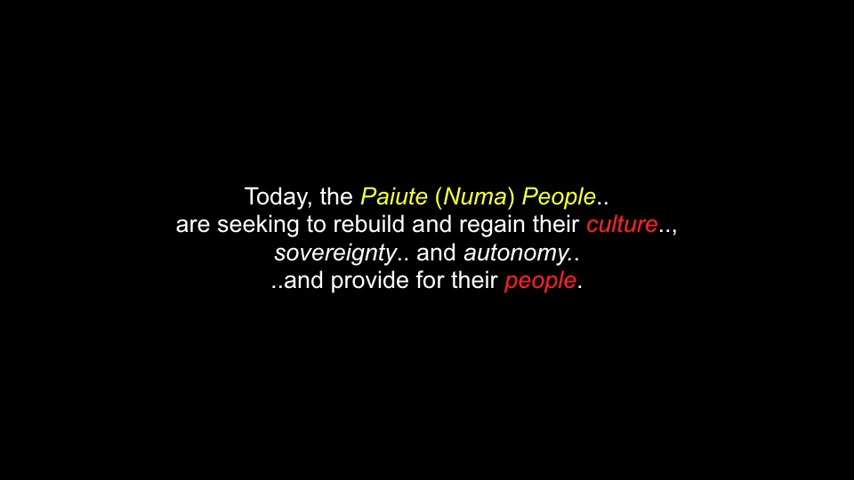 Today, the Paiute (Numa) People..
are seeking to rebuild and regain their culture..,
sovereignty.. and autonomy..
..and provide for their people.